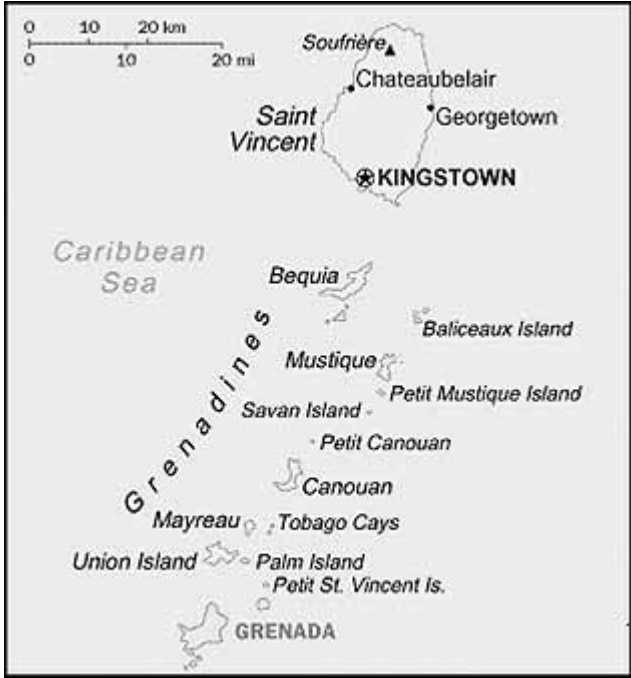 0 10 20 km
0 10 20 mi
Soufrière
Chateaubelair
Georgetown
Saint
Vincent
KINGSTOWN
Caribbean
Sea
Bequia
Baliceaux Island
Mustique
Petit Mustique Island
Savan Island
Petit Canouan
Grenadines
Canouan
Mayreau
Tobago Cays
Union Island
Palm Island
Petit St. Vincent Is.
GRENADA